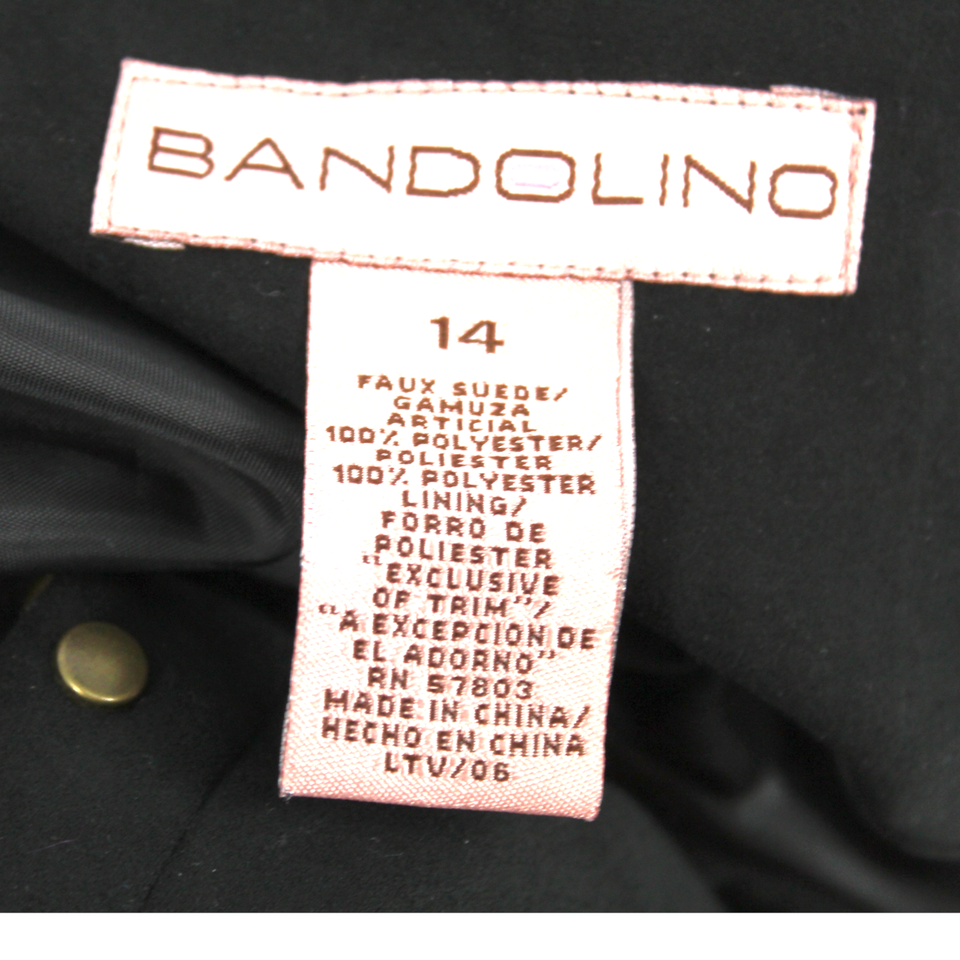 BANDOLINO
14
FAUX SUEDE/
GAMUZA
ARTICIAL
100% POLYESTER/
POLIESTER
100% POLYESTER
LINING/
FORRO DE
POLIESTER
"EXCLUSIVE
OF TRIM"/
"A EXCEPCION DE
EL ADORNO"
RN 57803
MADE IN CHINA/
HECHO EN CHINA
LTV/06